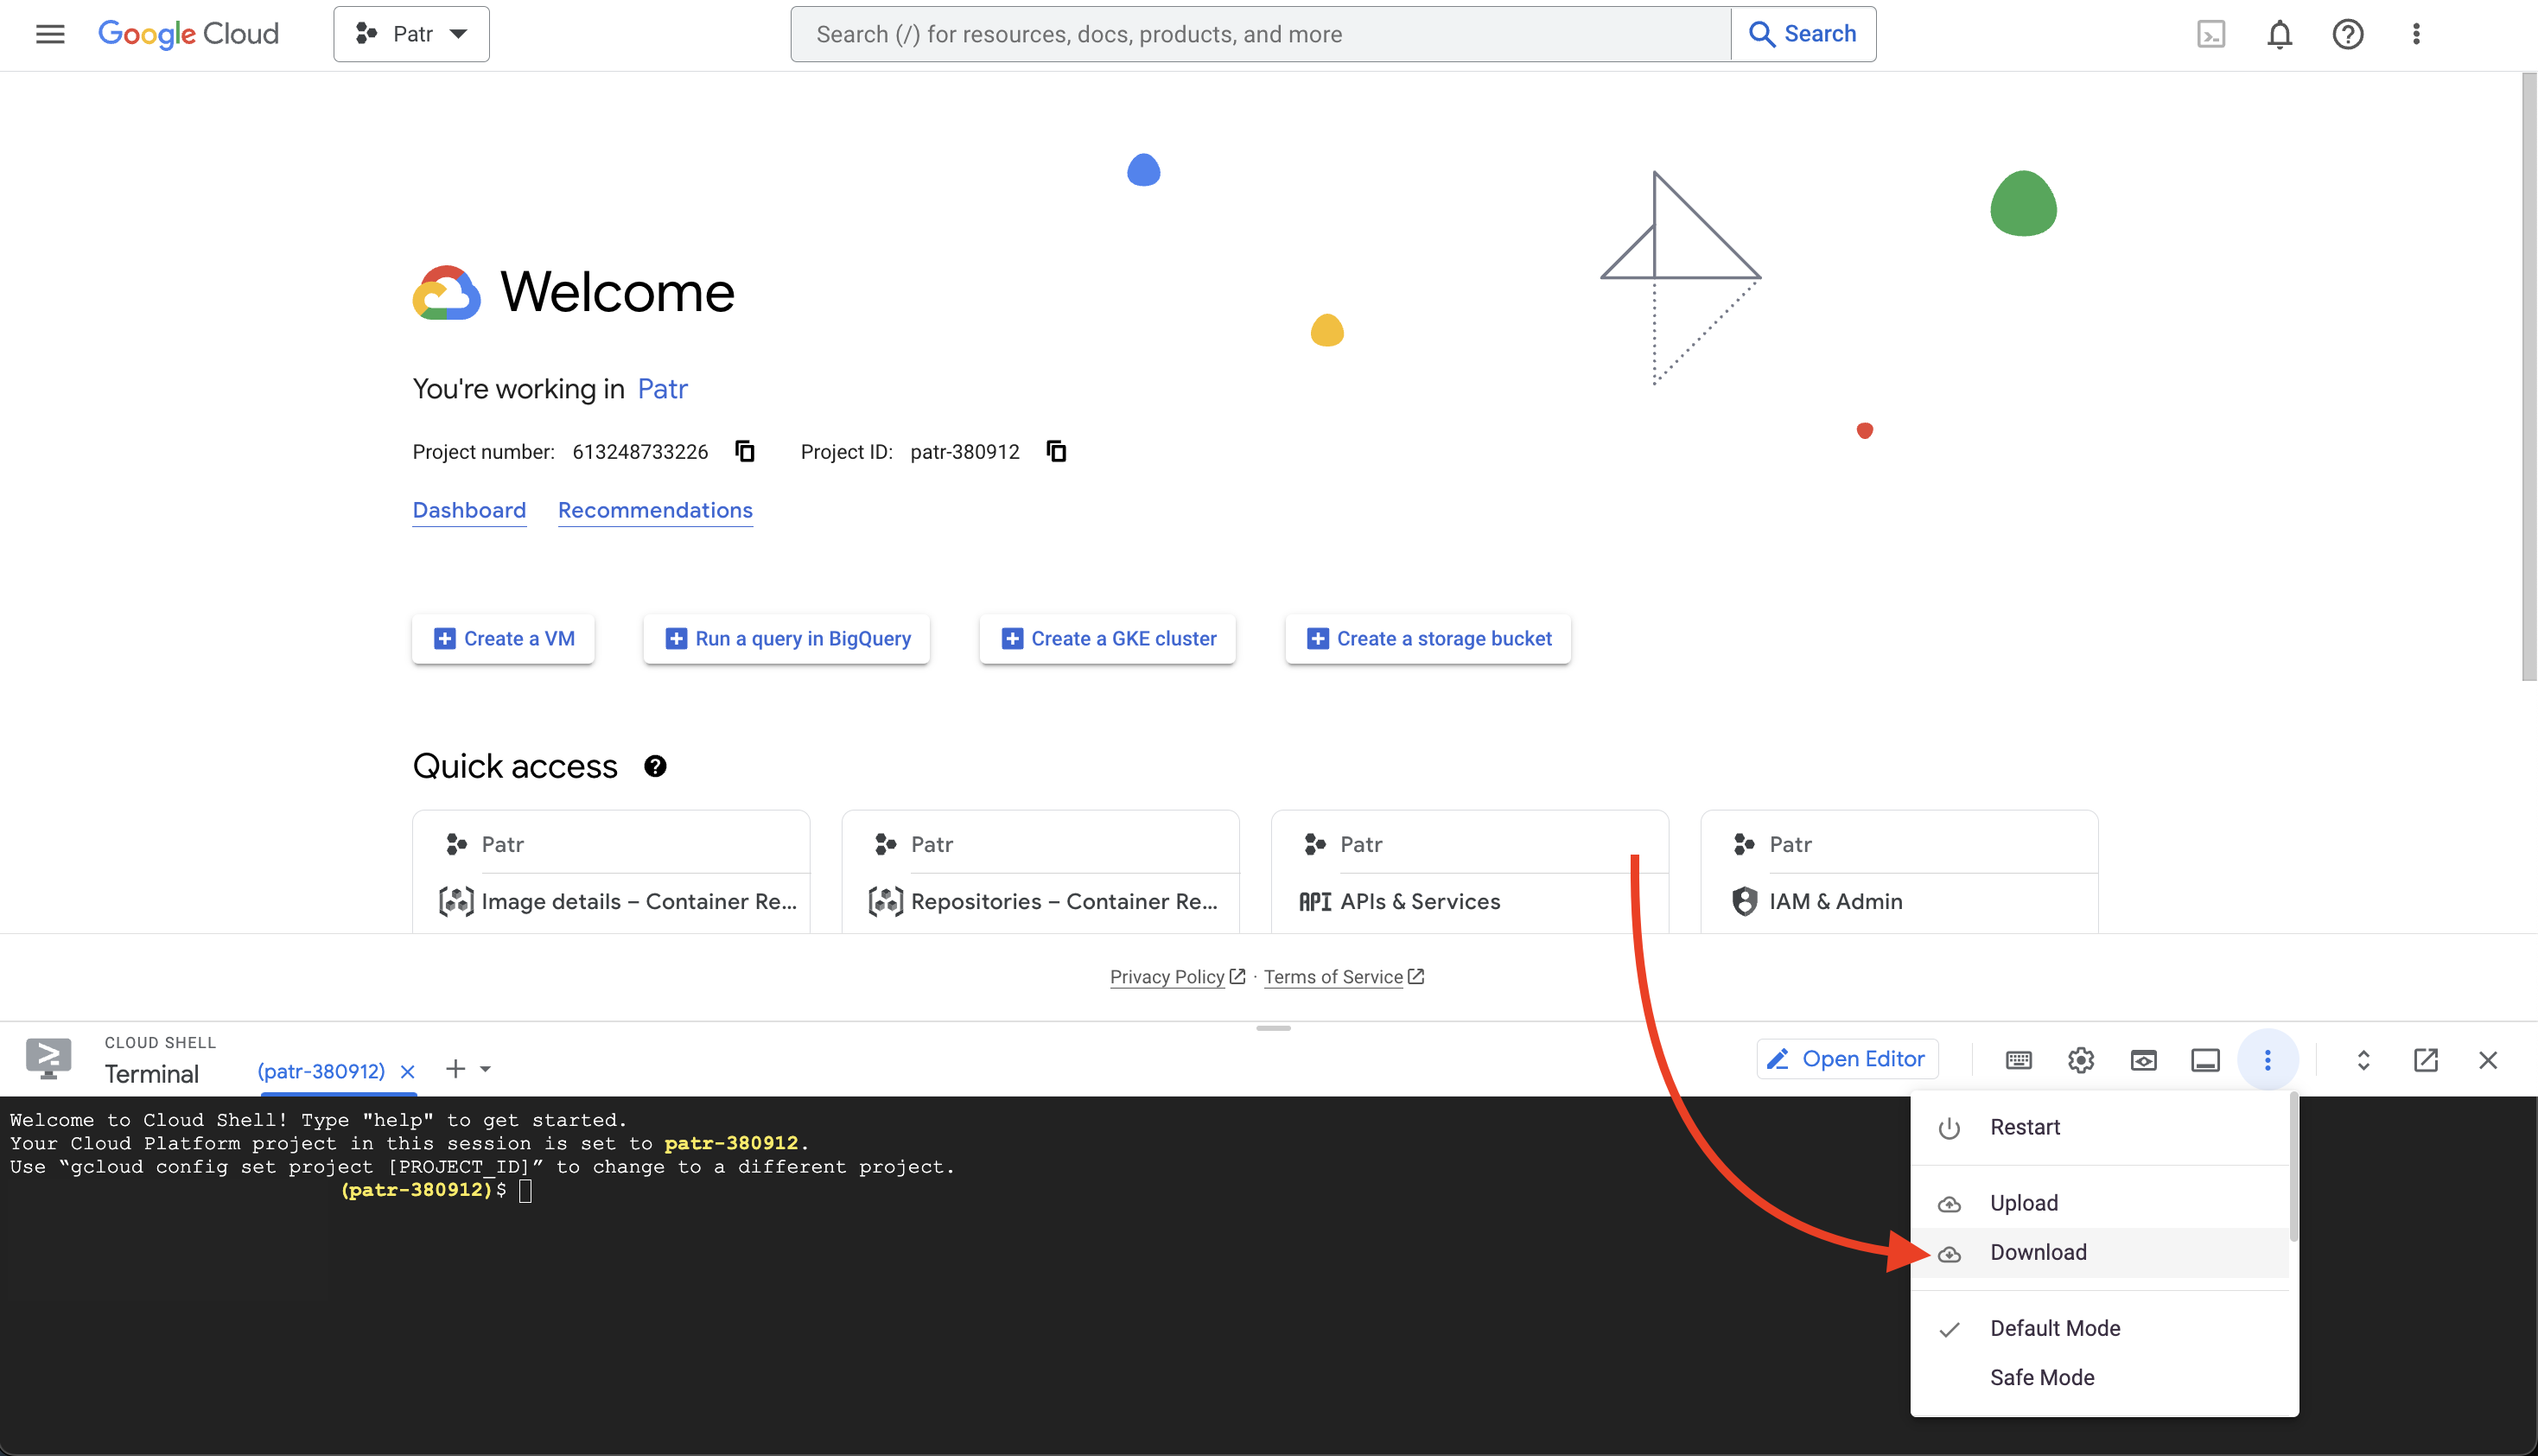 Google Cloud
Patr
Search (/) for resources, docs, products, and more
Search
Welcome
You're working in Patr
Project number: 613248733226 Project ID: patr-380912
Dashboard Recommendations
Create a VM
Run a query in BigQuery
Create a GKE cluster
Create a storage bucket
Quick access
Patr
Image details – Container Re...
Patr
Repositories – Container Re...
Patr
API APIs & Services
Patr
IAM & Admin
Privacy Policy · Terms of Service
CLOUD SHELL
Terminal
(patr-380912)
Open Editor
Welcome to Cloud Shell! Type "help" to get started.
Your Cloud Platform project in this session is set to patr-380912.
Use “gcloud config set project [PROJECT_ID]” to change to a different project.
(patr-380912)$
Restart
Upload
Download
Default Mode
Safe Mode